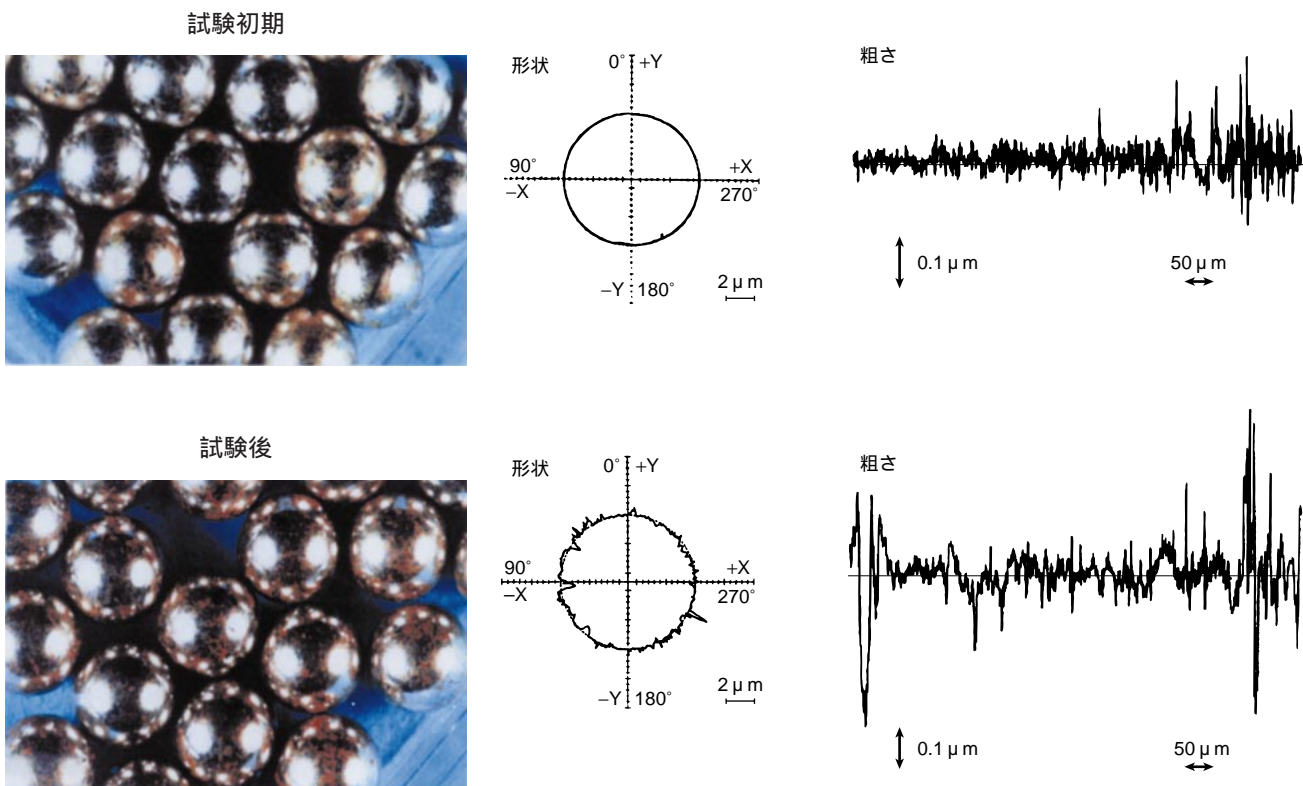 試験初期
形状
0˚ +Y
90˚
−X
+X
270˚
−Y 180˚
2 µ m
粗さ
0.1 µ m
50 µ m
試験後
形状
0˚ +Y
90˚
−X
+X
270˚
−Y 180˚
2 µ m
粗さ
0.1 µ m
50 µ m